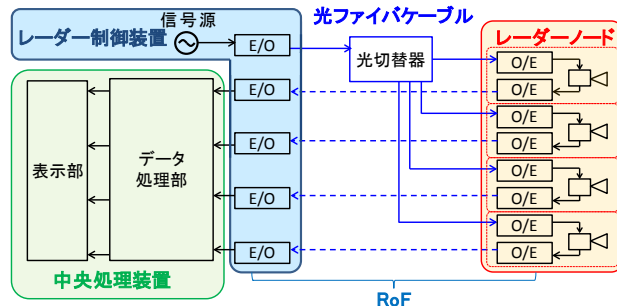 光ファイバケーブル
信号源
レーダー制御装置
E/O
光切替器
レーダーノード
O/E
O/E
E/O
O/E
O/E
E/O
表示部
データ
処理部
O/E
O/E
E/O
O/E
O/E
E/O
中央処理装置
RoF